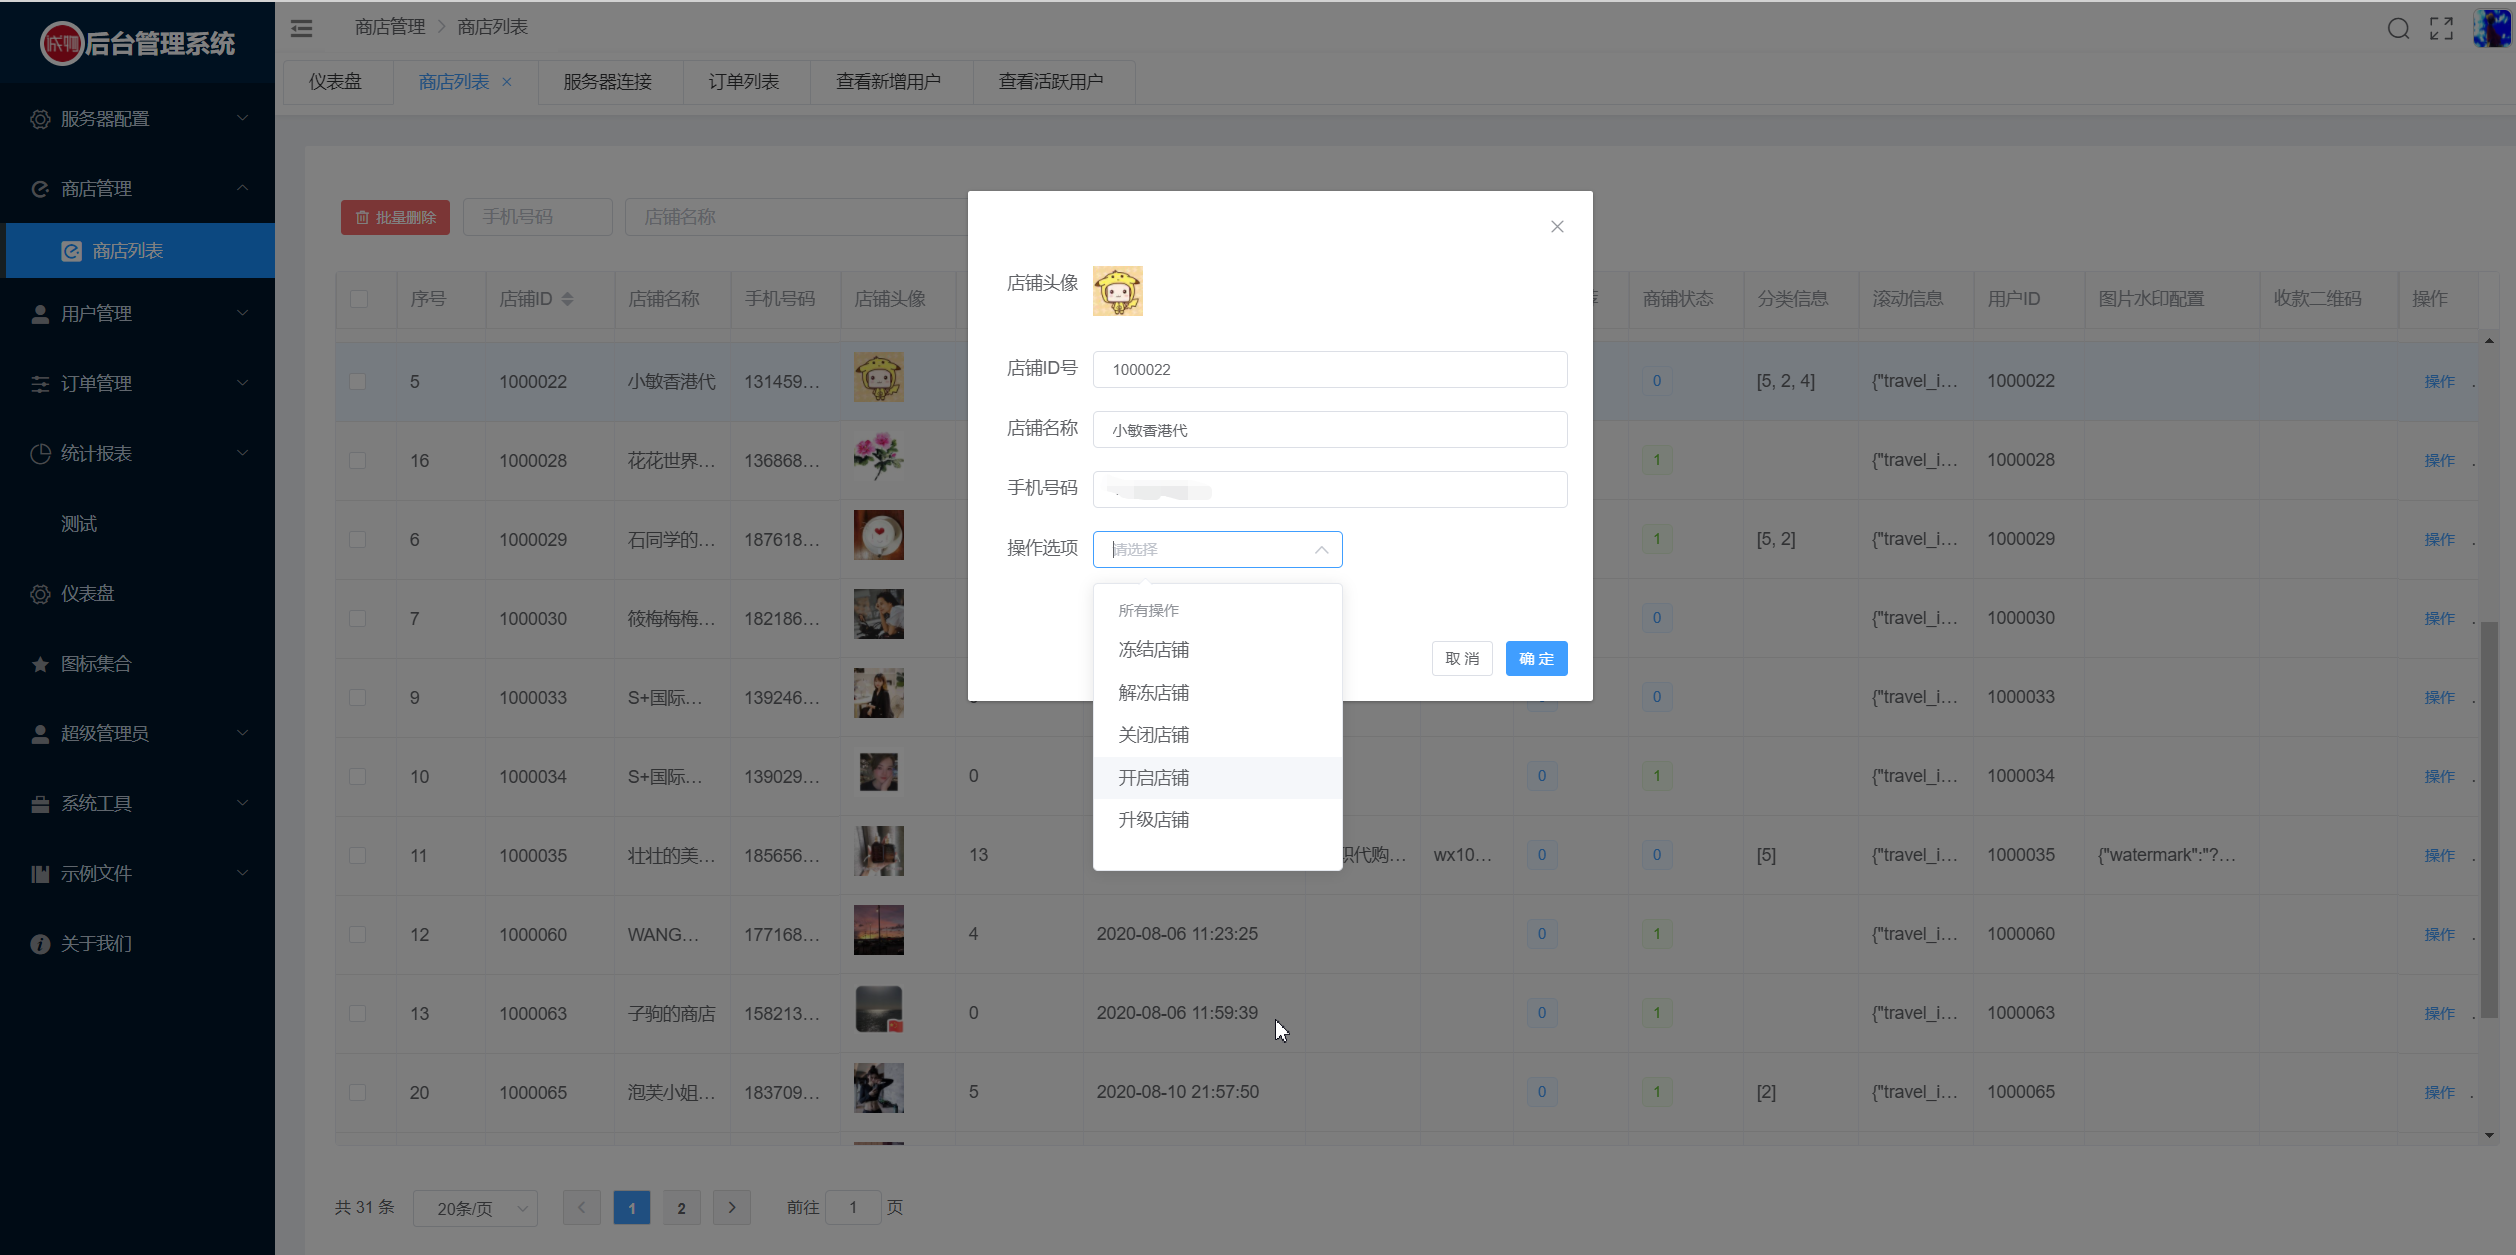 后台管理系统
服务器配置
商店管理
商店列表
用户管理
订单管理
统计报表
测试
仪表盘
图标集合
超级管理员
系统工具
示例文件
关于我们
商店管理 > 商店列表
仪表盘 商店列表 × 服务器连接 订单列表 查看新增用户 查看活跃用户
批量删除 手机号码 店铺名称
序号 店铺ID 店铺名称 手机号码 店铺头像 商铺状态 分类信息 滚动信息 用户ID 图片水印配置 收款二维码 操作
5 1000022 小敏香港代 131459... 0 [5, 2, 4] {"travel_i... 1000022 操作 .
16 1000028 花花世界... 136868... 1 {"travel_i... 1000028 操作 .
6 1000029 石同学的... 187618... 1 [5, 2] {"travel_i... 1000029 操作 .
7 1000030 筱梅梅梅... 182186... 0 {"travel_i... 1000030 操作 .
9 1000033 S+国际... 139246... 0 {"travel_i... 1000033 操作 .
10 1000034 S+国际... 139029... 0 0 1 {"travel_i... 1000034 操作 .
11 1000035 壮壮的美... 185656... 13 职代购... wx10... 0 0 [5] {"travel_i... 1000035 {"watermark":"?... 操作 .
12 1000060 WANG... 177168... 4 2020-08-06 11:23:25 0 1 {"travel_i... 1000060 操作 .
13 1000063 子驹的商店 158213... 0 2020-08-06 11:59:39 0 1 {"travel_i... 1000063 操作 .
20 1000065 泡芙小姐... 183709... 5 2020-08-10 21:57:50 0 1 [2] {"travel_i... 1000065 操作 .
共 31 条 20条/页 < 1 2 > 前往 1 页
店铺头像
店铺ID号 1000022
店铺名称 小敏香港代
手机号码
操作选项 请选择
所有操作
冻结店铺
解冻店铺
关闭店铺
开启店铺
升级店铺
取 消 确 定